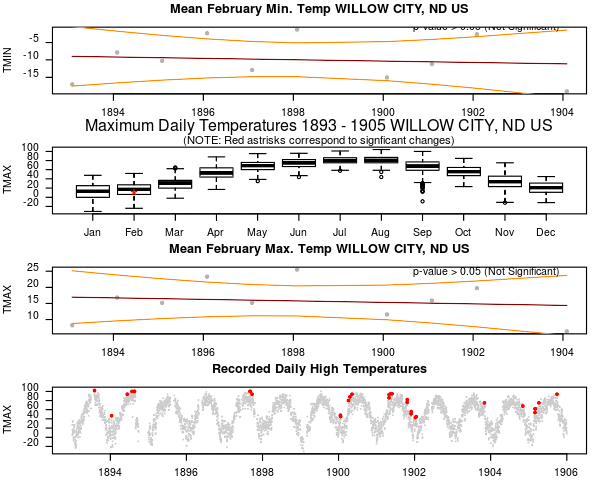 Mean February Min. Temp WILLOW CITY, ND US
p-value > 0.05 (Not Significant)
TMIN
-5
-10
-15
1894 1896 1898 1900 1902 1904
Maximum Daily Temperatures 1893 - 1905 WILLOW CITY, ND US
(NOTE: Red astrisks correspond to signficant changes)
TMAX
100
80
60
40
20
0
-20
Jan Feb Mar Apr May Jun Jul Aug Sep Oct Nov Dec
Mean February Max. Temp WILLOW CITY, ND US
p-value > 0.05 (Not Significant)
TMAX
25
20
15
10
1894 1896 1898 1900 1902 1904
Recorded Daily High Temperatures
TMAX
100
80
60
40
20
0
-20
1894 1896 1898 1900 1902 1904 1906